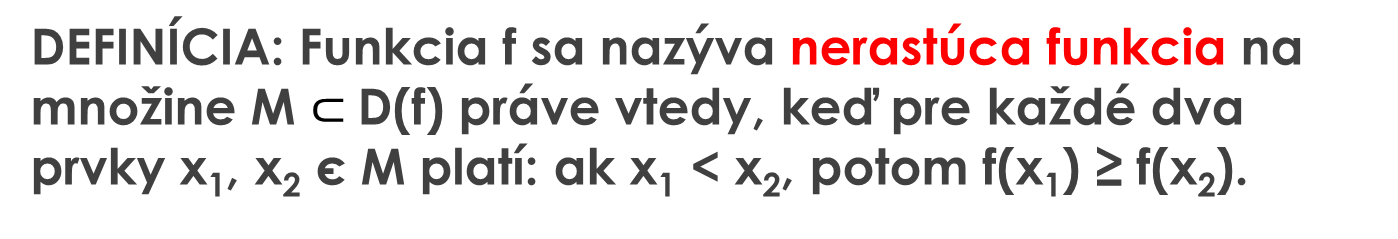 DEFINÍCIA: Funkcia f sa nazýva nerastúca funkcia na
množine M ⊂ D(f) práve vtedy, keď pre každé dva
prvky x₁, x₂ є M platí: ak x₁ < x₂, potom f(x₁) ≥ f(x₂).